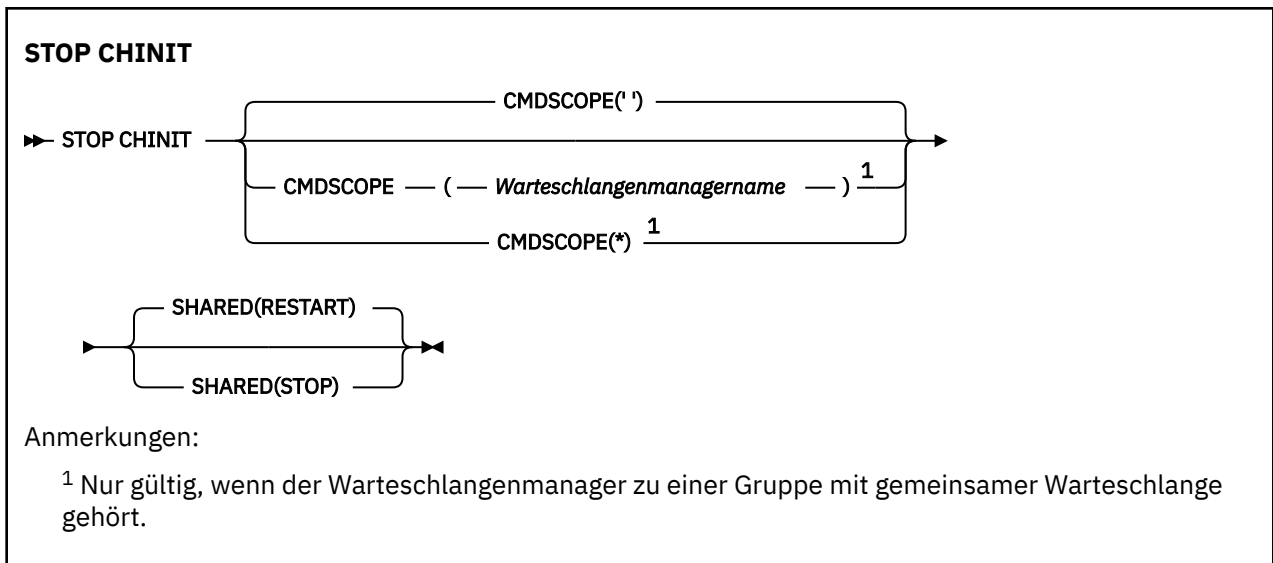 STOP CHINIT
CMDSCOPE(' ')
STOP CHINIT
CMDSCOPE ( Warteschlangenmanagername ) 1
CMDSCOPE(*) 1
SHARED(RESTART)
SHARED(STOP)
Anmerkungen:
1 Nur gültig, wenn der Warteschlangenmanager zu einer Gruppe mit gemeinsamer Warteschlange
gehört.